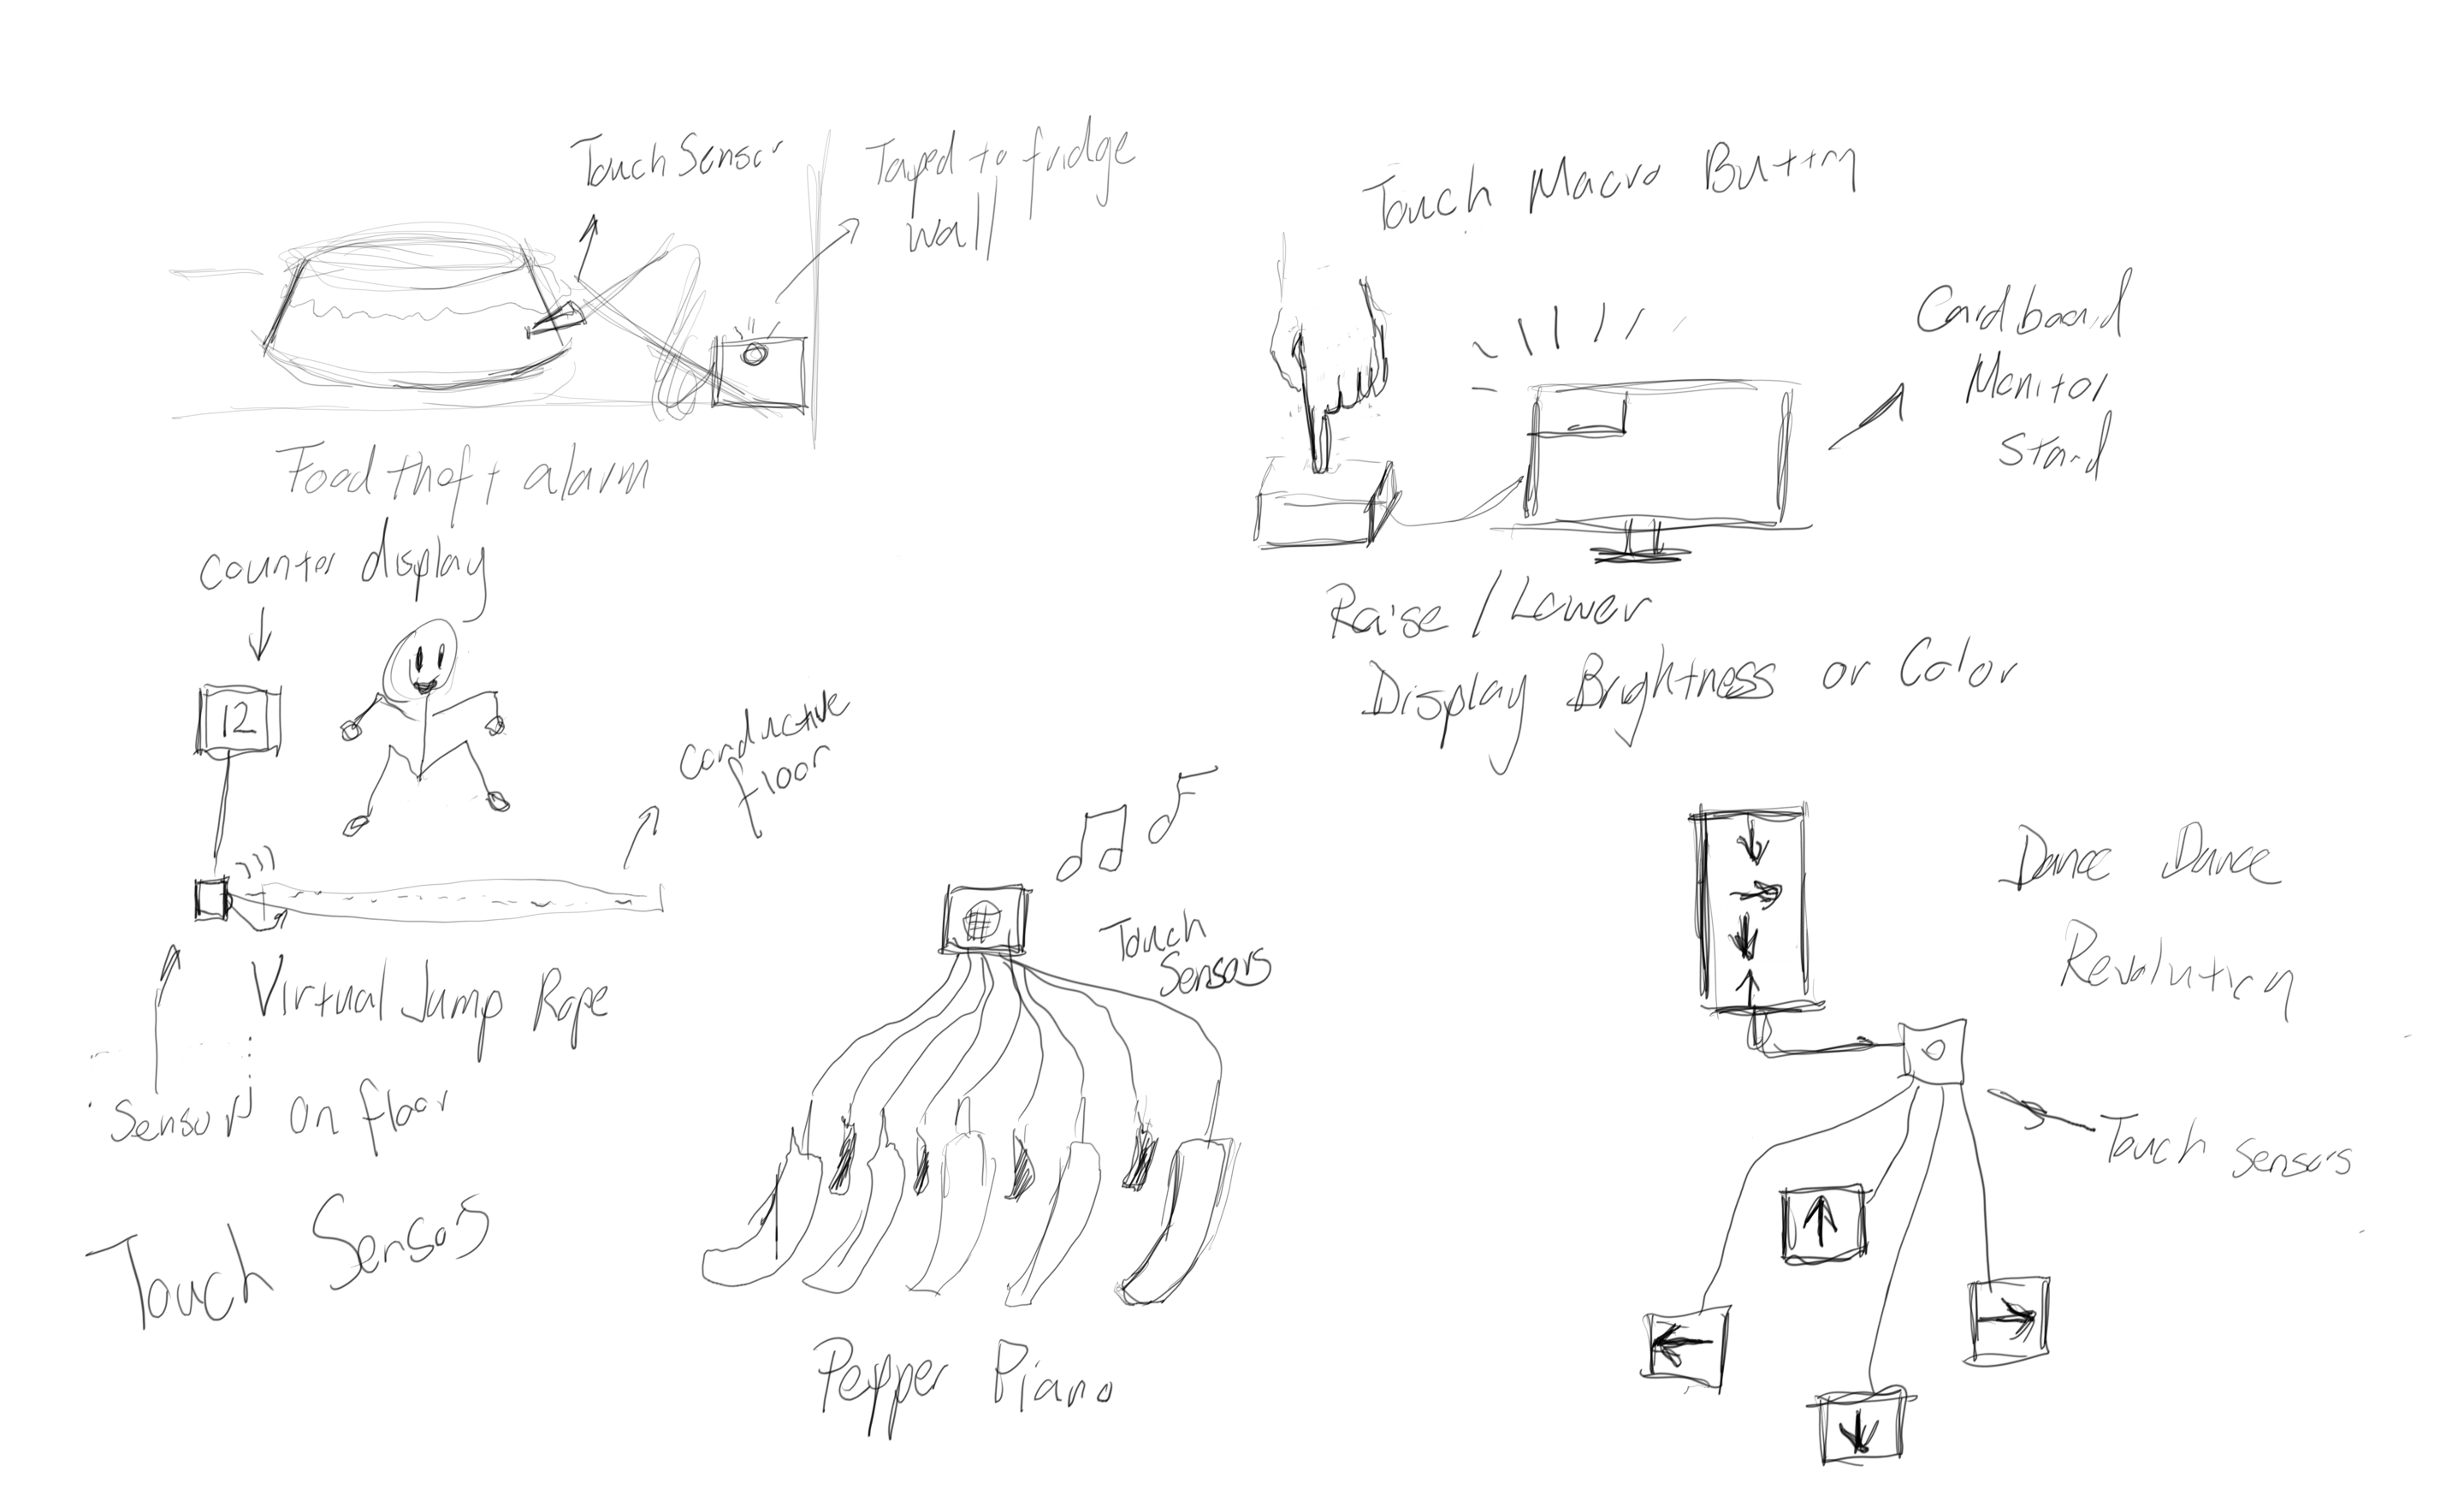 Touch Sensor
Taped to fridge
wall
Food theft alarm
Touch Macro Button
Cardboard
Monitor
Stand
Raise / Lower
Display Brightness or Color
counter display
12
conductive
floor
Virtual Jump Rope
Sensor on floor
Touch Sensors
Touch
Sensors
Pepper Piano
Dance Dance
Revolution
Touch Sensors